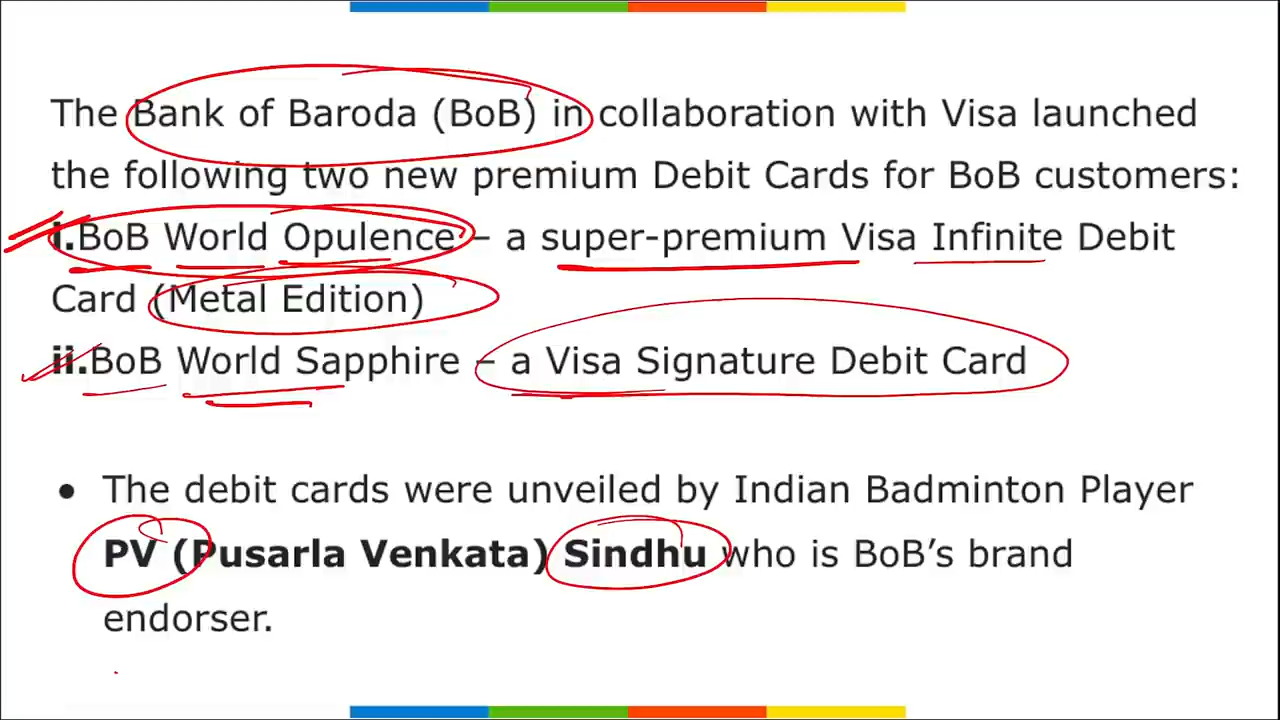 The Bank of Baroda (BoB) in collaboration with Visa launched
the following two new premium Debit Cards for BoB customers:
i.BoB World Opulence – a super-premium Visa Infinite Debit
Card (Metal Edition)
ii.BoB World Sapphire – a Visa Signature Debit Card
• The debit cards were unveiled by Indian Badminton Player
PV (Pusarla Venkata) Sindhu who is BoB’s brand
endorser.